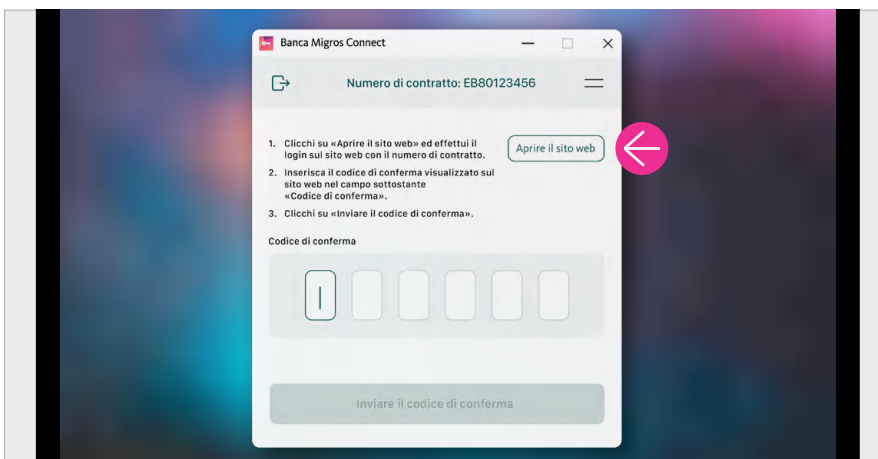 Banca Migros Connect
Numero di contratto: EB80123456
1. Clicchi su «Aprire il sito web» ed effettui il
login sul sito web con il numero di contratto.
Aprire il sito web
2. Inserisca il codice di conferma visualizzato sul
sito web nel campo sottostante
«Codice di conferma».
3. Clicchi su «Inviare il codice di conferma».
Codice di conferma
Inviare il codice di conferma